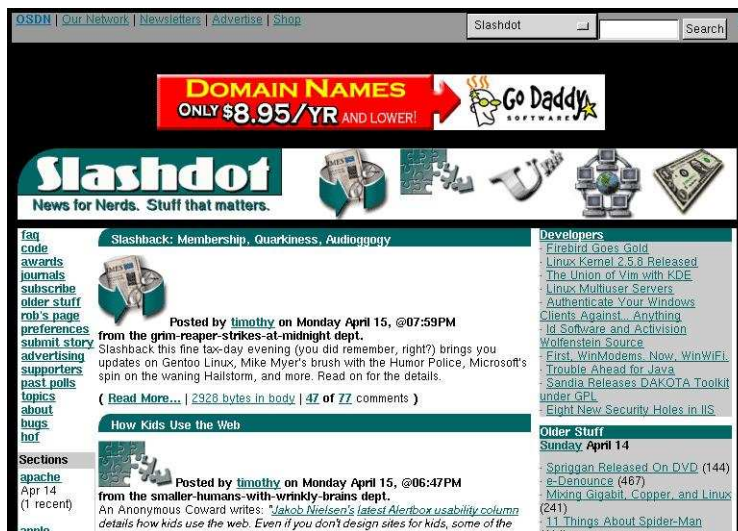 OSDN | Our Network | Newsletters | Advertise | Shop
Slashdot
Search
DOMAIN NAMES
ONLY $8.95/YR AND LOWER!
Go Daddy
SOFTWARE
Slashdot
News for Nerds. Stuff that matters.
faq
code
awards
journals
subscribe
older stuff
rob's page
preferences
submit story
advertising
supporters
past polls
topics
about
bugs
hof
Sections
apache
Apr 14
(1 recent)
apple
Slashback: Membership, Quarkiness, Audioggogy
Posted by timothy on Monday April 15, @07:59PM
from the grim-reaper-strikes-at-midnight dept.
Slashback this fine tax-day evening (you did remember, right?) brings you
updates on Gentoo Linux, Mike Myer's brush with the Humor Police, Microsoft's
spin on the waning Hailstorm, and more. Read on for the details.
( Read More... | 2928 bytes in body | 47 of 77 comments )
How Kids Use the Web
Posted by timothy on Monday April 15, @06:47PM
from the smaller-humans-with-wrinkly-brains dept.
An Anonymous Coward writes: "Jakob Nielsen's latest Alertbox usability column
details how kids use the web. Even if you don't design sites for kids, some of the
Developers
- Firebird Goes Gold
- Linux Kernel 2.5.8 Released
- The Union of Vim with KDE
- Linux Multiuser Servers
- Authenticate Your Windows
Clients Against... Anything
- Id Software and Activision
Wolfenstein Source
- First, WinModems. Now, WinWiFi.
- Trouble Ahead for Java
- Sandia Releases DAKOTA Toolkit
under GPL
- Eight New Security Holes in IIS
Older Stuff
Sunday April 14
- Spriggan Released On DVD (144)
- e-Denounce (467)
- Mixing Gigabit, Copper, and Linux
(241)
- 11 Things About Spider-Man